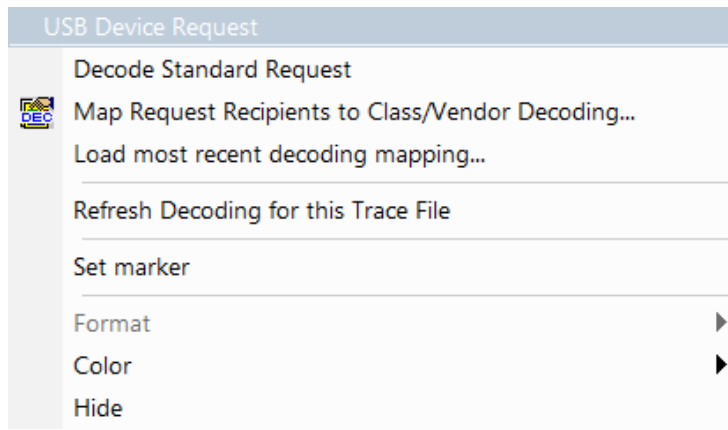 USB Device Request
Decode Standard Request
DEC
Map Request Recipients to Class/Vendor Decoding...
Load most recent decoding mapping...
Refresh Decoding for this Trace File
Set marker
Format
Color
Hide